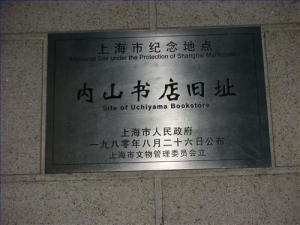 上海市纪念地点
Memorial Site under the Protection of Shanghai Municipality
内山书店旧址
Site of Uchiyama Bookstore
上海市人民政府
一九八零年八月二十六日公布
上海市文物管理委员会立